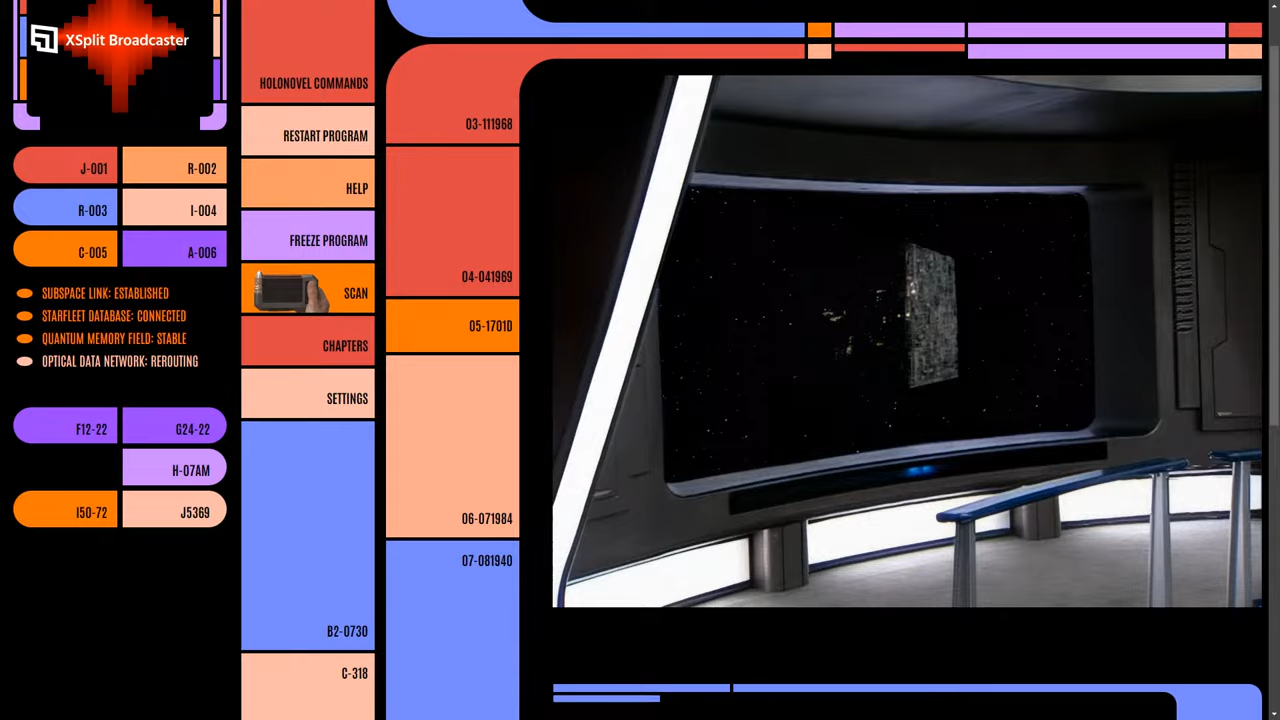 XSplit Broadcaster
J-001
R-002
R-003
I-004
C-005
A-006
SUBSPACE LINK: ESTABLISHED
STARFLEET DATABASE: CONNECTED
QUANTUM MEMORY FIELD: STABLE
OPTICAL DATA NETWORK: REROUTING
F12-22
G24-22
H-07AM
I50-72
J5369
HOLONOVEL COMMANDS
RESTART PROGRAM
HELP
FREEZE PROGRAM
SCAN
CHAPTERS
SETTINGS
B2-0730
C-318
03-111968
04-041969
05-1701D
06-071984
07-081940